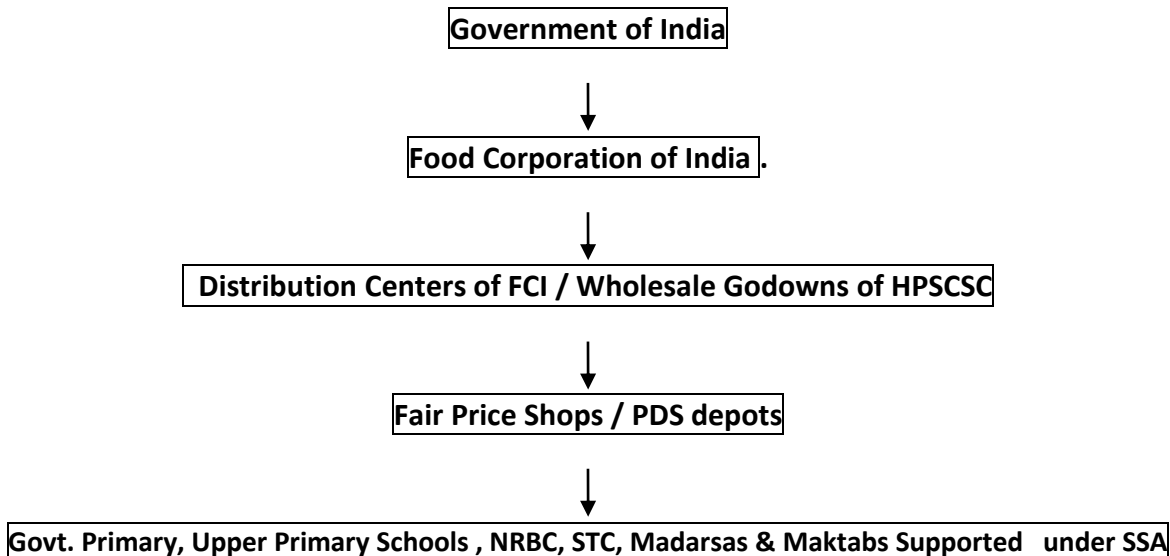 Government of India
Food Corporation of India .
Distribution Centers of FCI / Wholesale Godowns of HPSCSC
Fair Price Shops / PDS depots
Govt. Primary, Upper Primary Schools , NRBC, STC, Madarsas & Maktabs Supported under SSA